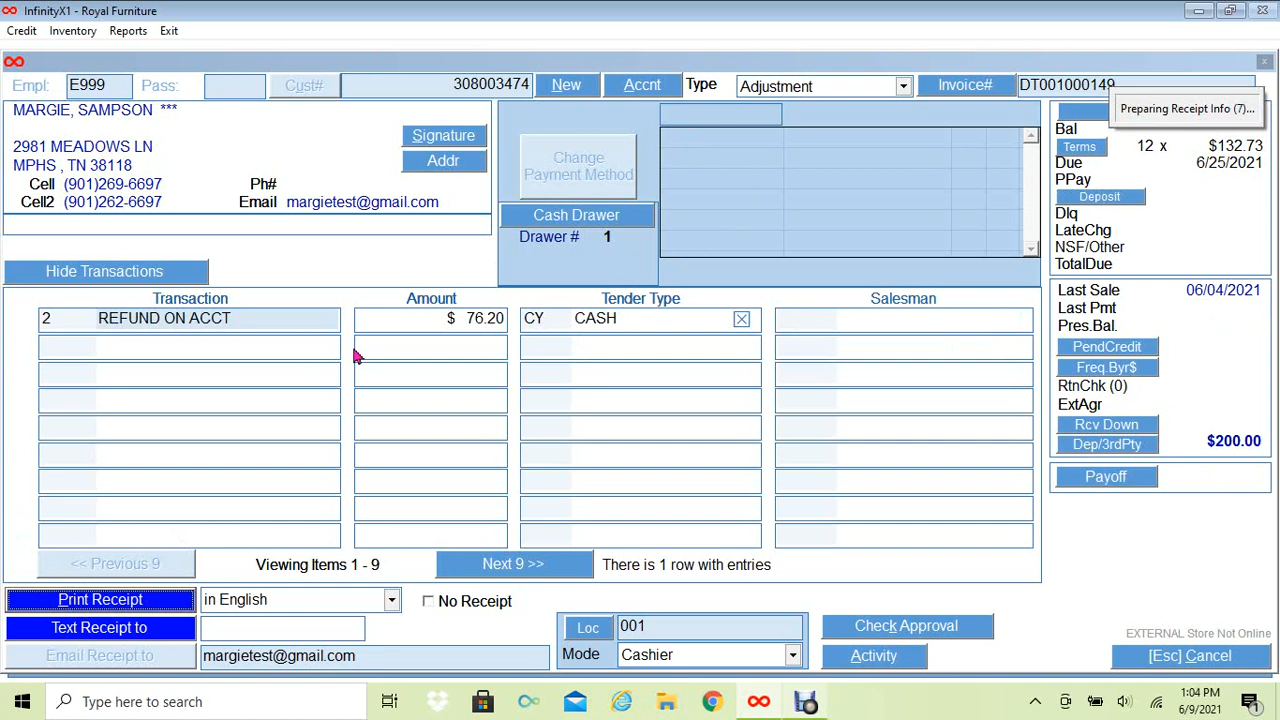 InfinityX1 - Royal Furniture
Credit Inventory Reports Exit
Empl: E999 Pass: Cust# 308003474 New Accnt Type Adjustment Invoice# DT001000149
Preparing Receipt Info (7)...
MARGIE, SAMPSON ***
2981 MEADOWS LN
MPHS , TN 38118
Cell (901)269-6697 Ph#
Cell2 (901)262-6697 Email margietest@gmail.com
Signature
Addr
Change
Payment Method
Cash Drawer
Drawer # 1
Bal
Terms 12 x $132.73
Due 6/25/2021
PPay
Deposit
Dlq
LateChg
NSF/Other
TotalDue
Hide Transactions
Transaction Amount Tender Type Salesman
2 REFUND ON ACCT $ 76.20 CY CASH
Last Sale 06/04/2021
Last Pmt
Pres.Bal.
PendCredit
Freq.Byr$
RtnChk (0)
ExtAgr
Rcv Down
Dep/3rdPty $200.00
Payoff
<< Previous 9 Viewing Items 1 - 9 Next 9 >> There is 1 row with entries
Print Receipt in English No Receipt
Text Receipt to
Email Receipt to margietest@gmail.com
Loc 001
Mode Cashier
Check Approval
Activity
EXTERNAL Store Not Online
[Esc] Cancel
Type here to search
1:04 PM
6/9/2021
1